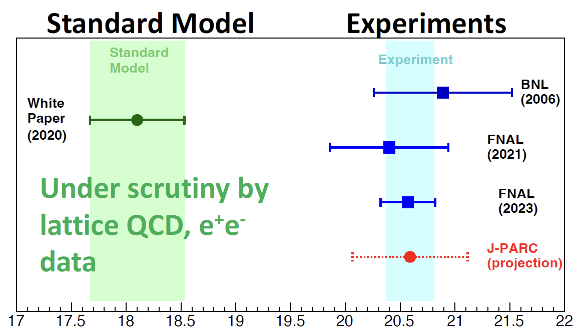 Standard Model
Experiments
Standard
Model
Experiment
BNL
(2006)
White
Paper
(2020)
FNAL
(2021)
Under scrutiny by
lattice QCD, e⁺e⁻
data
FNAL
(2023)
J-PARC
(projection)
17 17.5 18 18.5 19 19.5 20 20.5 21 21.5 22